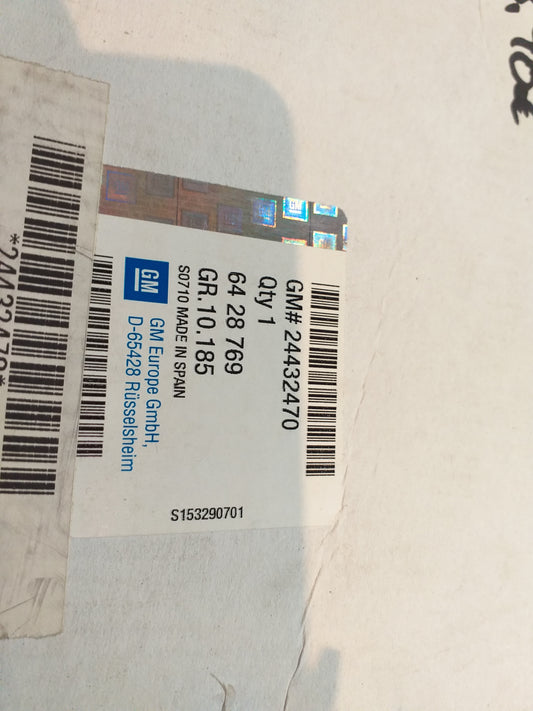 GM# 24432470
Qty 1
64 28 769
GR.10.185
S0710 MADE IN SPAIN
GM
GM Europe GmbH,
D-65428 Rüsselsheim
S153290701
*24432470*